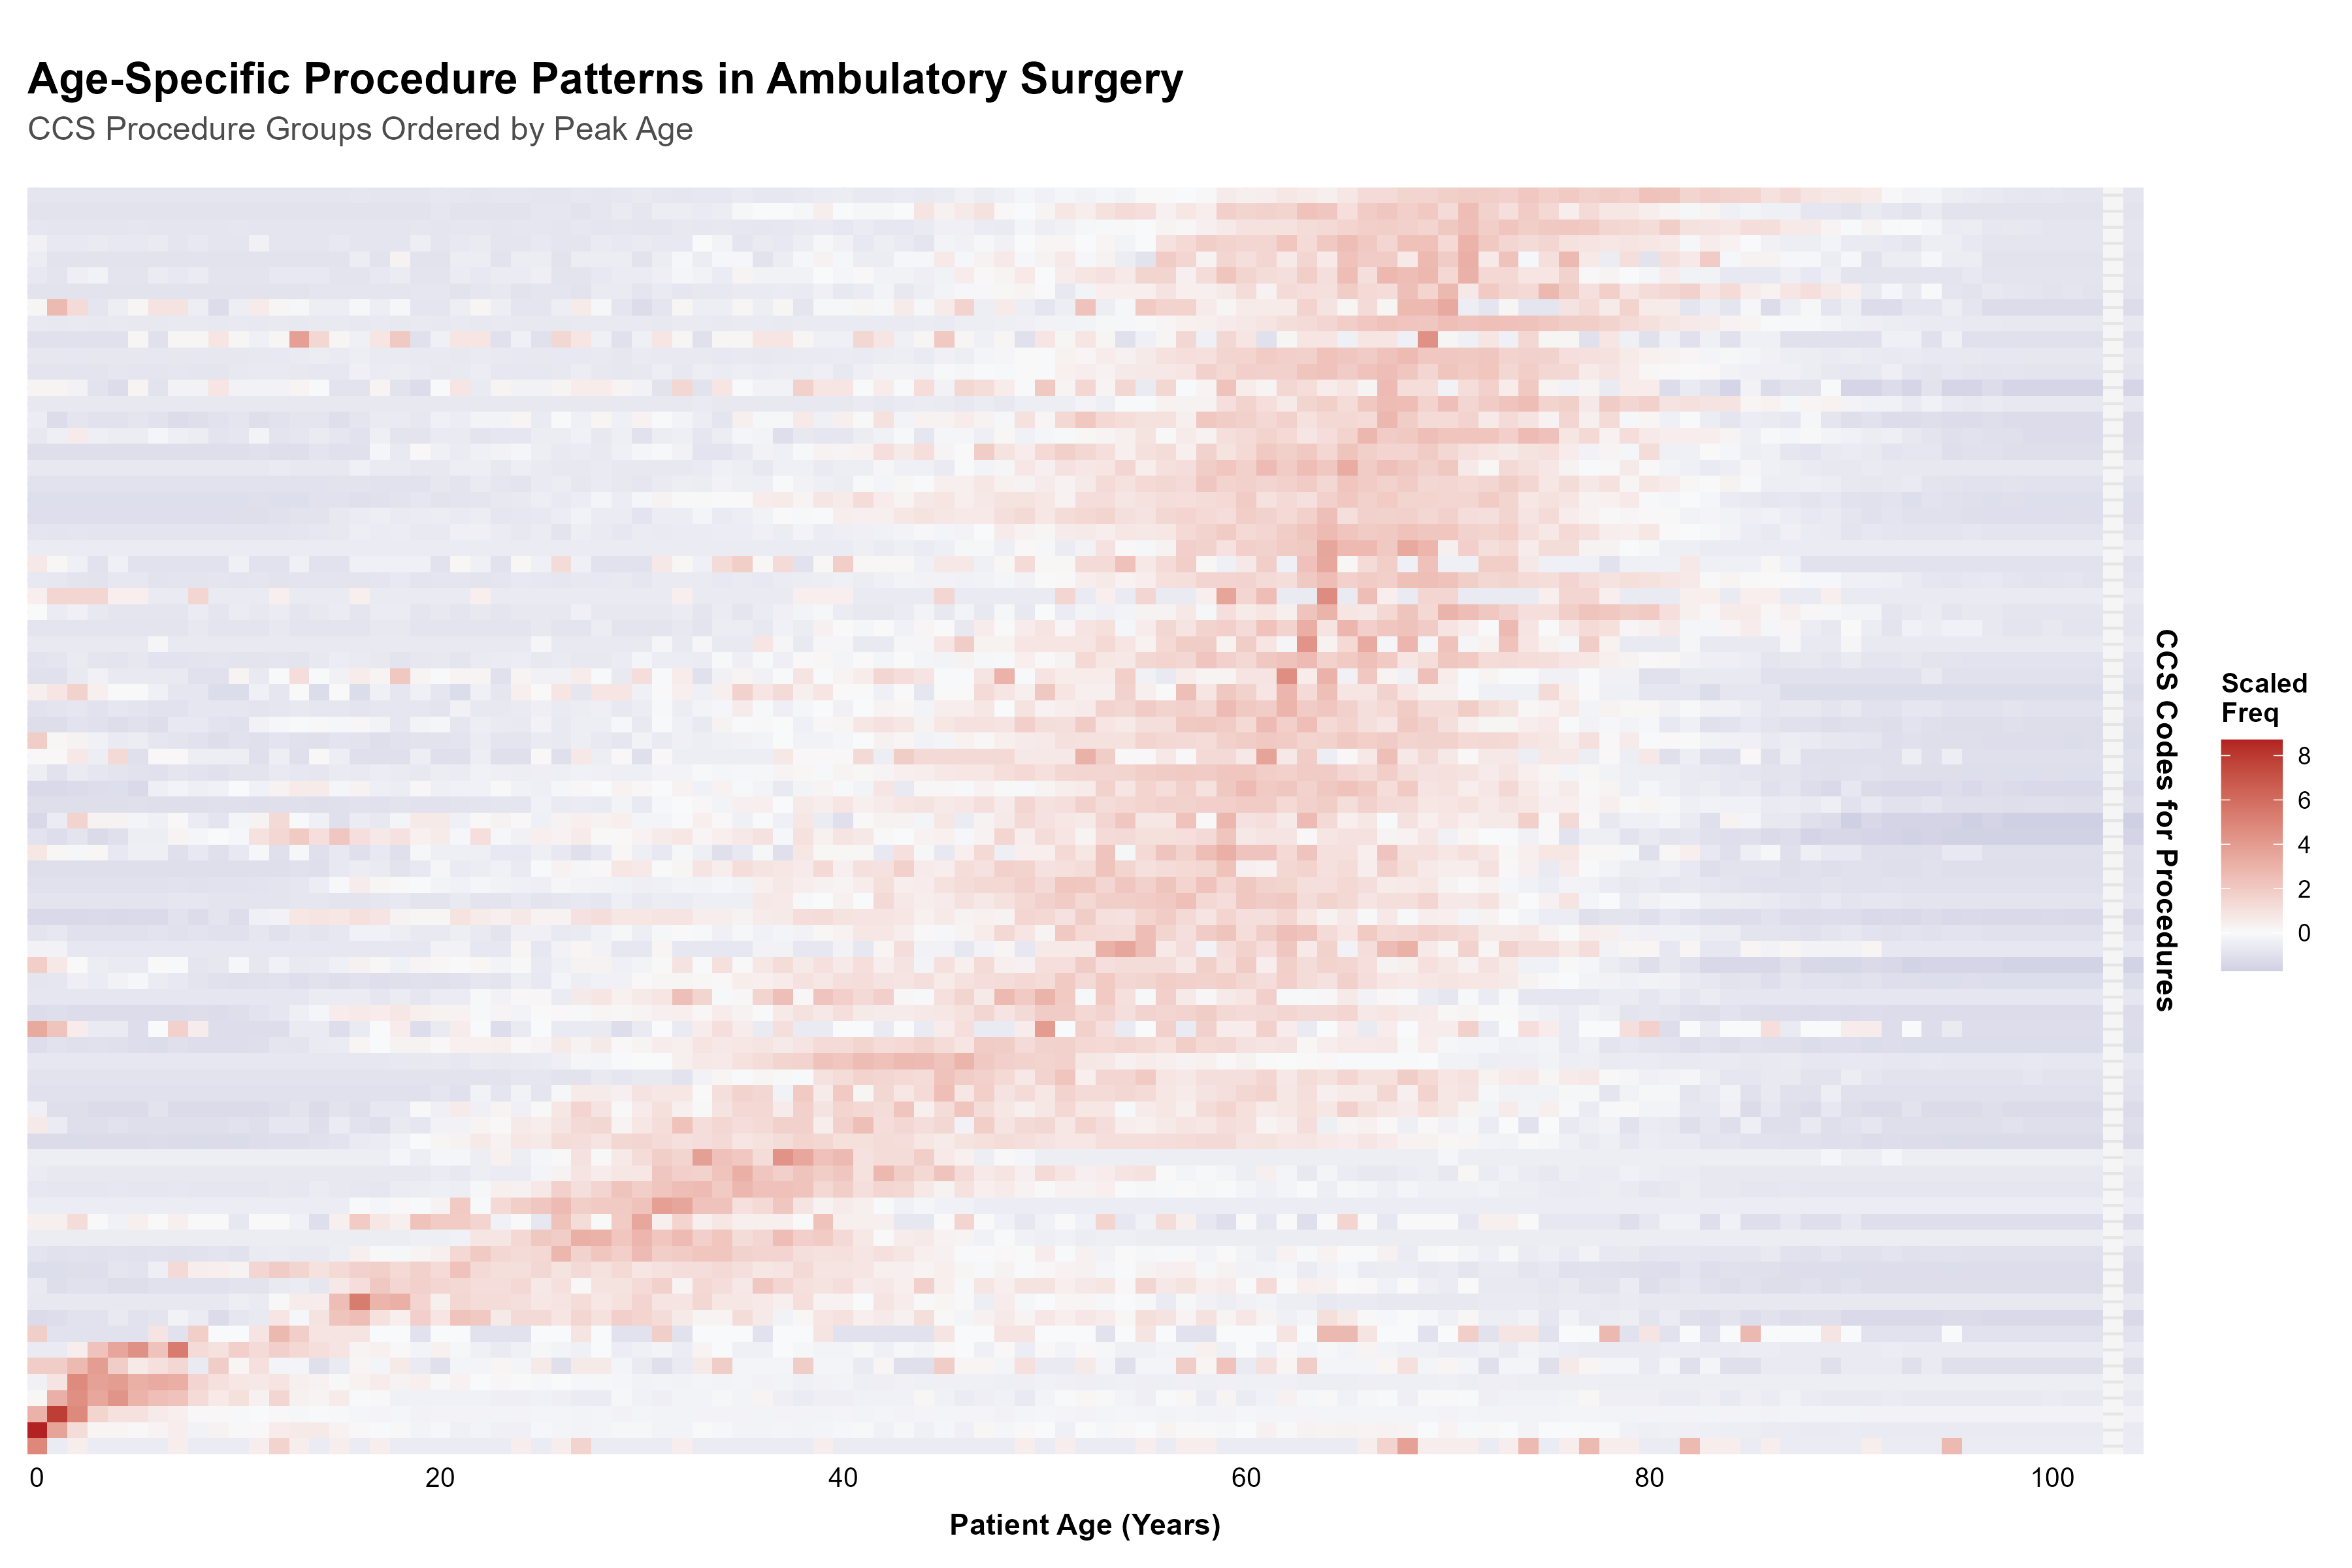 Age-Specific Procedure Patterns in Ambulatory Surgery
CCS Procedure Groups Ordered by Peak Age
CCS Codes for Procedures
Scaled
Freq
8
6
4
2
0
0 20 40 60 80 100
Patient Age (Years)